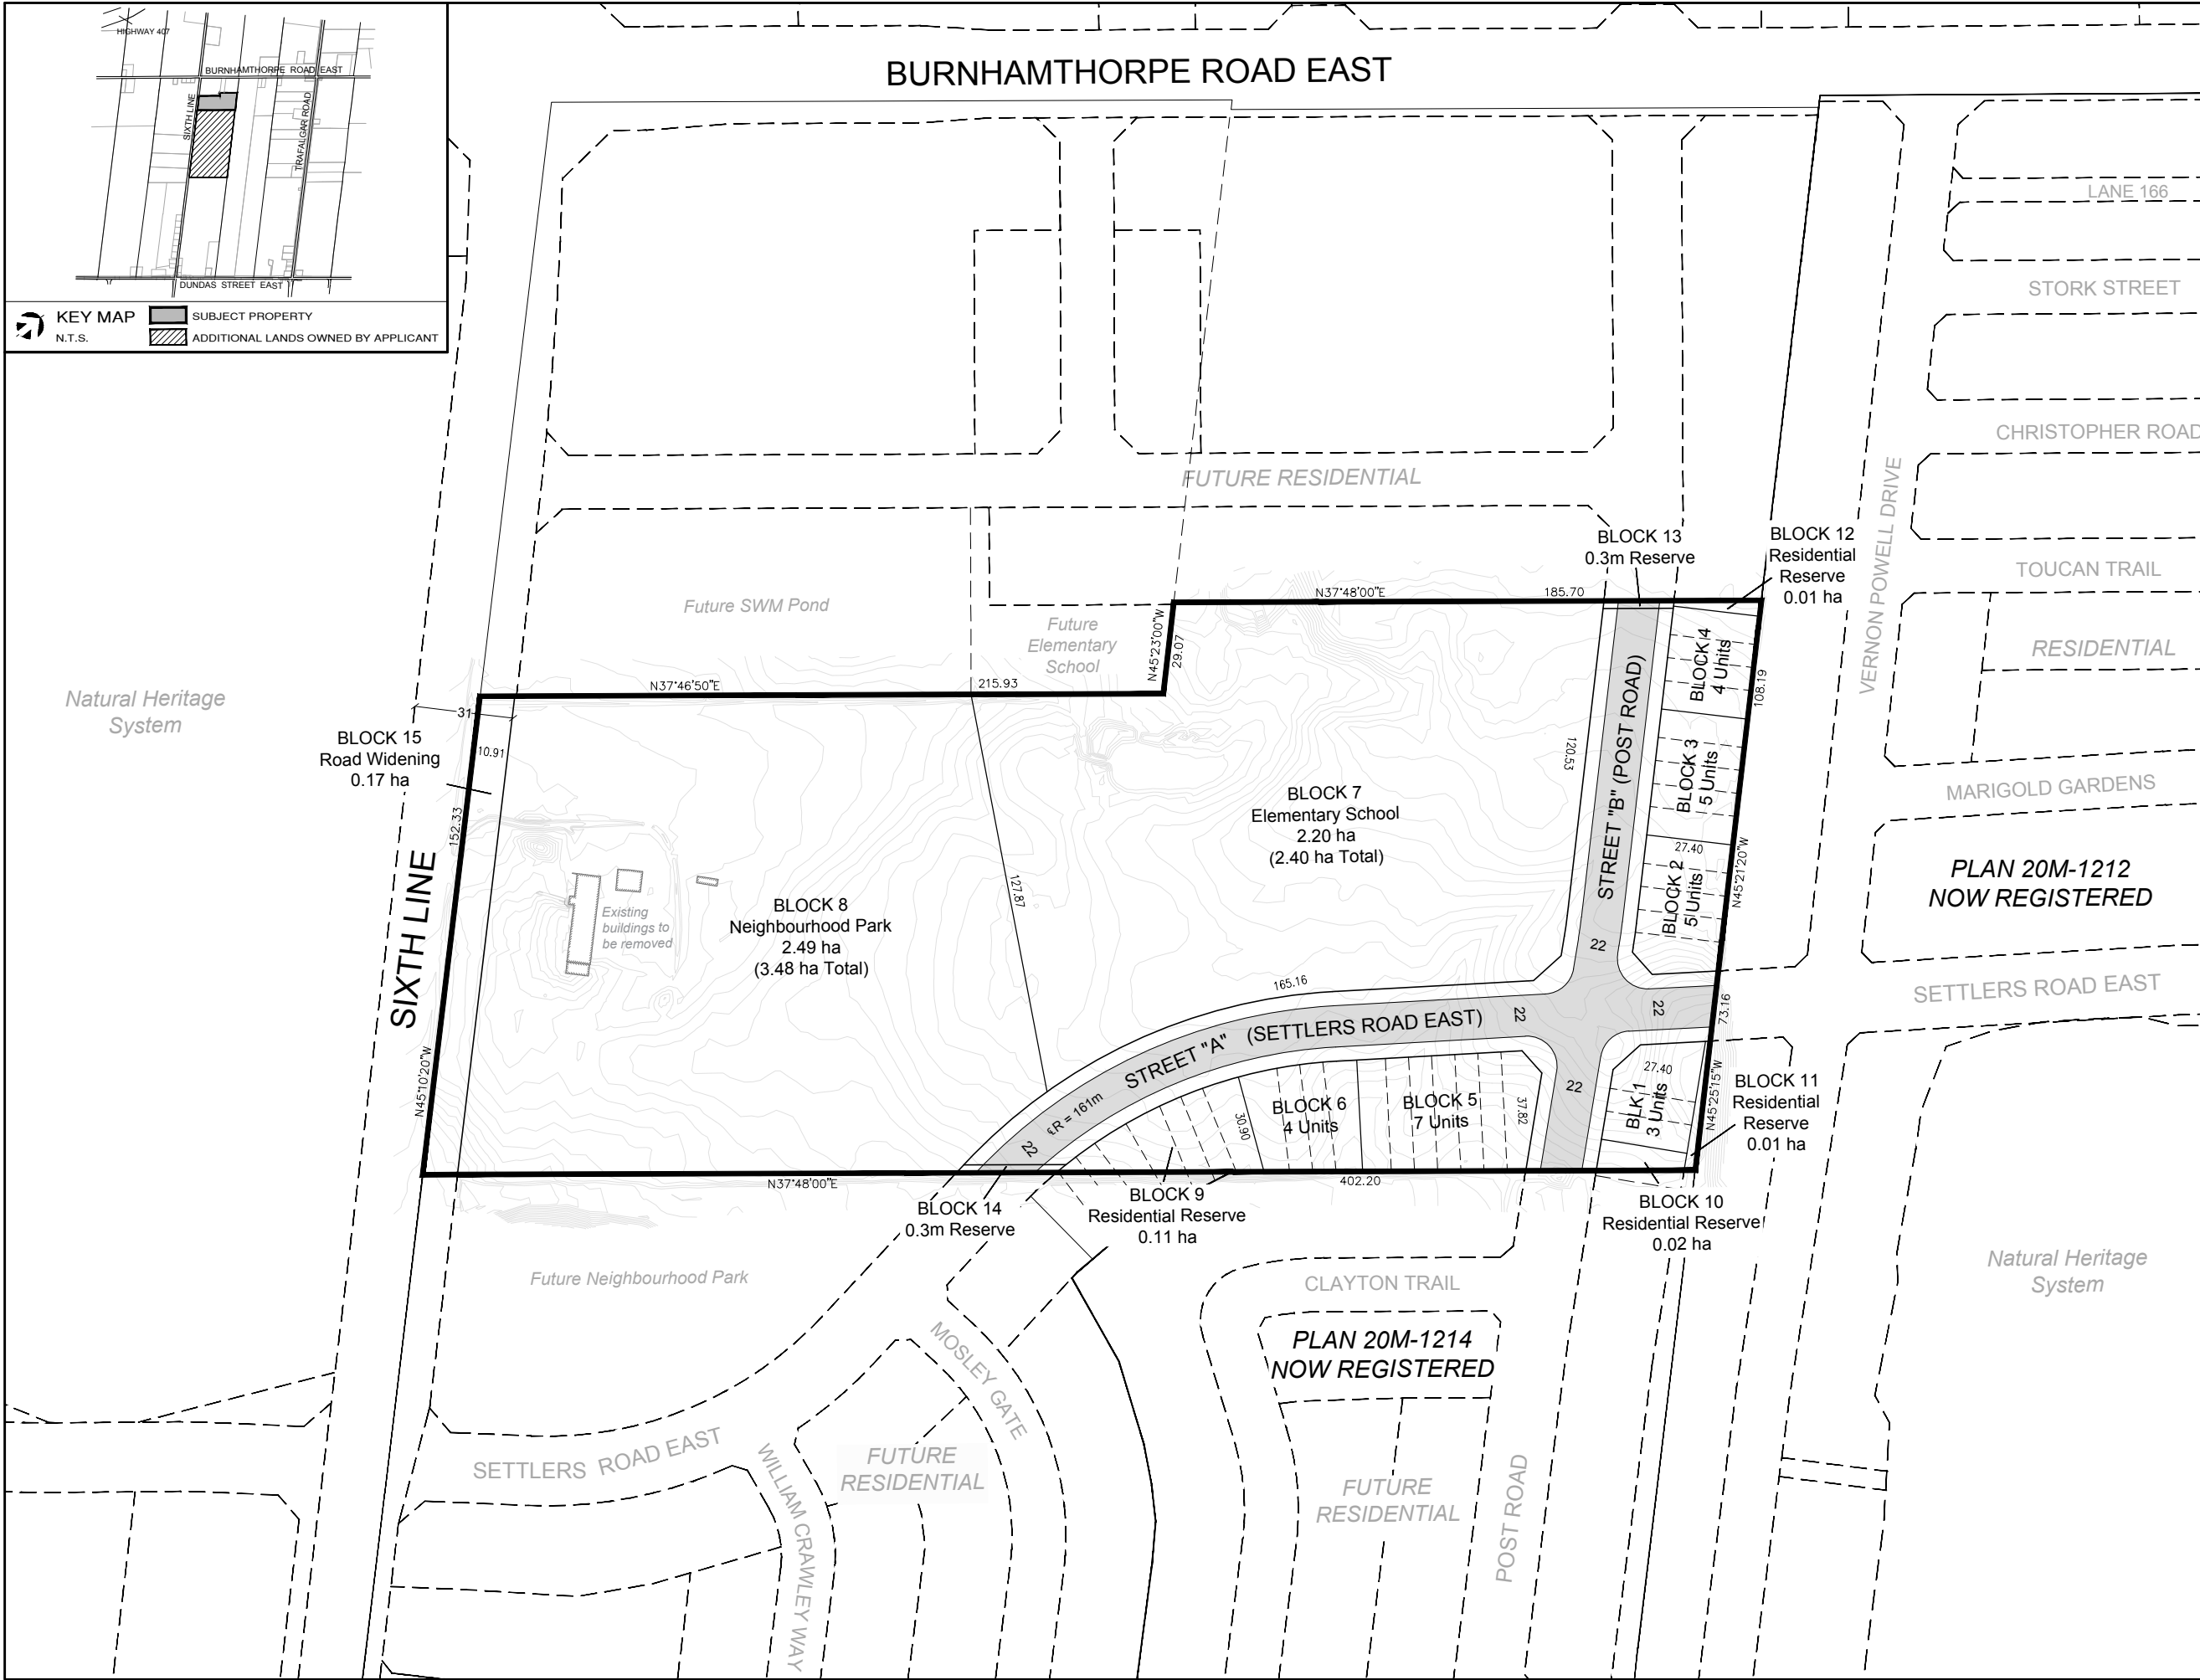 HIGHWAY 407
BURNHAMTHORPE ROAD EAST
SIXTH LINE
TRAFALGAR ROAD
DUNDAS STREET EAST
KEY MAP
N.T.S.
SUBJECT PROPERTY
ADDITIONAL LANDS OWNED BY APPLICANT
BURNHAMTHORPE ROAD EAST
LANE 166
STORK STREET
CHRISTOPHER ROAD
VERNON POWELL DRIVE
FUTURE RESIDENTIAL
BLOCK 13
0.3m Reserve
BLOCK 12
Residential
Reserve
0.01 ha
TOUCAN TRAIL
RESIDENTIAL
MARIGOLD GARDENS
PLAN 20M-1212
NOW REGISTERED
SETTLERS ROAD EAST
Future SWM Pond
Future
Elementary
School
N45°23'00"W
29.07
N37°48'00"E
185.70
N37°46'50"E
215.93
Natural Heritage
System
31
10.91
BLOCK 15
Road Widening
0.17 ha
152.33
SIXTH LINE
N45°10'20"W
Existing
buildings to
be removed
BLOCK 8
Neighbourhood Park
2.49 ha
(3.48 ha Total)
127.87
BLOCK 7
Elementary School
2.20 ha
(2.40 ha Total)
120.53
STREET "B" (POST ROAD)
BLOCK 4
4 Units
108.19
BLOCK 3
5 Units
27.40
BLOCK 2
5 Units
N45°21'20"W
22
165.16
STREET "A" (SETTLERS ROAD EAST)
22
22
73.16
℄R = 161m
22
22
27.40
BLK 1
3 Units
N45°25'15"W
BLOCK 11
Residential
Reserve
0.01 ha
30.90
BLOCK 6
4 Units
BLOCK 5
7 Units
37.82
N37°48'00"E
402.20
BLOCK 14
0.3m Reserve
BLOCK 9
Residential Reserve
0.11 ha
BLOCK 10
Residential Reserve
0.02 ha
Future Neighbourhood Park
CLAYTON TRAIL
Natural Heritage
System
MOSLEY GATE
PLAN 20M-1214
NOW REGISTERED
SETTLERS ROAD EAST
WILLIAM CRAWLEY WAY
FUTURE
RESIDENTIAL
FUTURE
RESIDENTIAL
POST ROAD